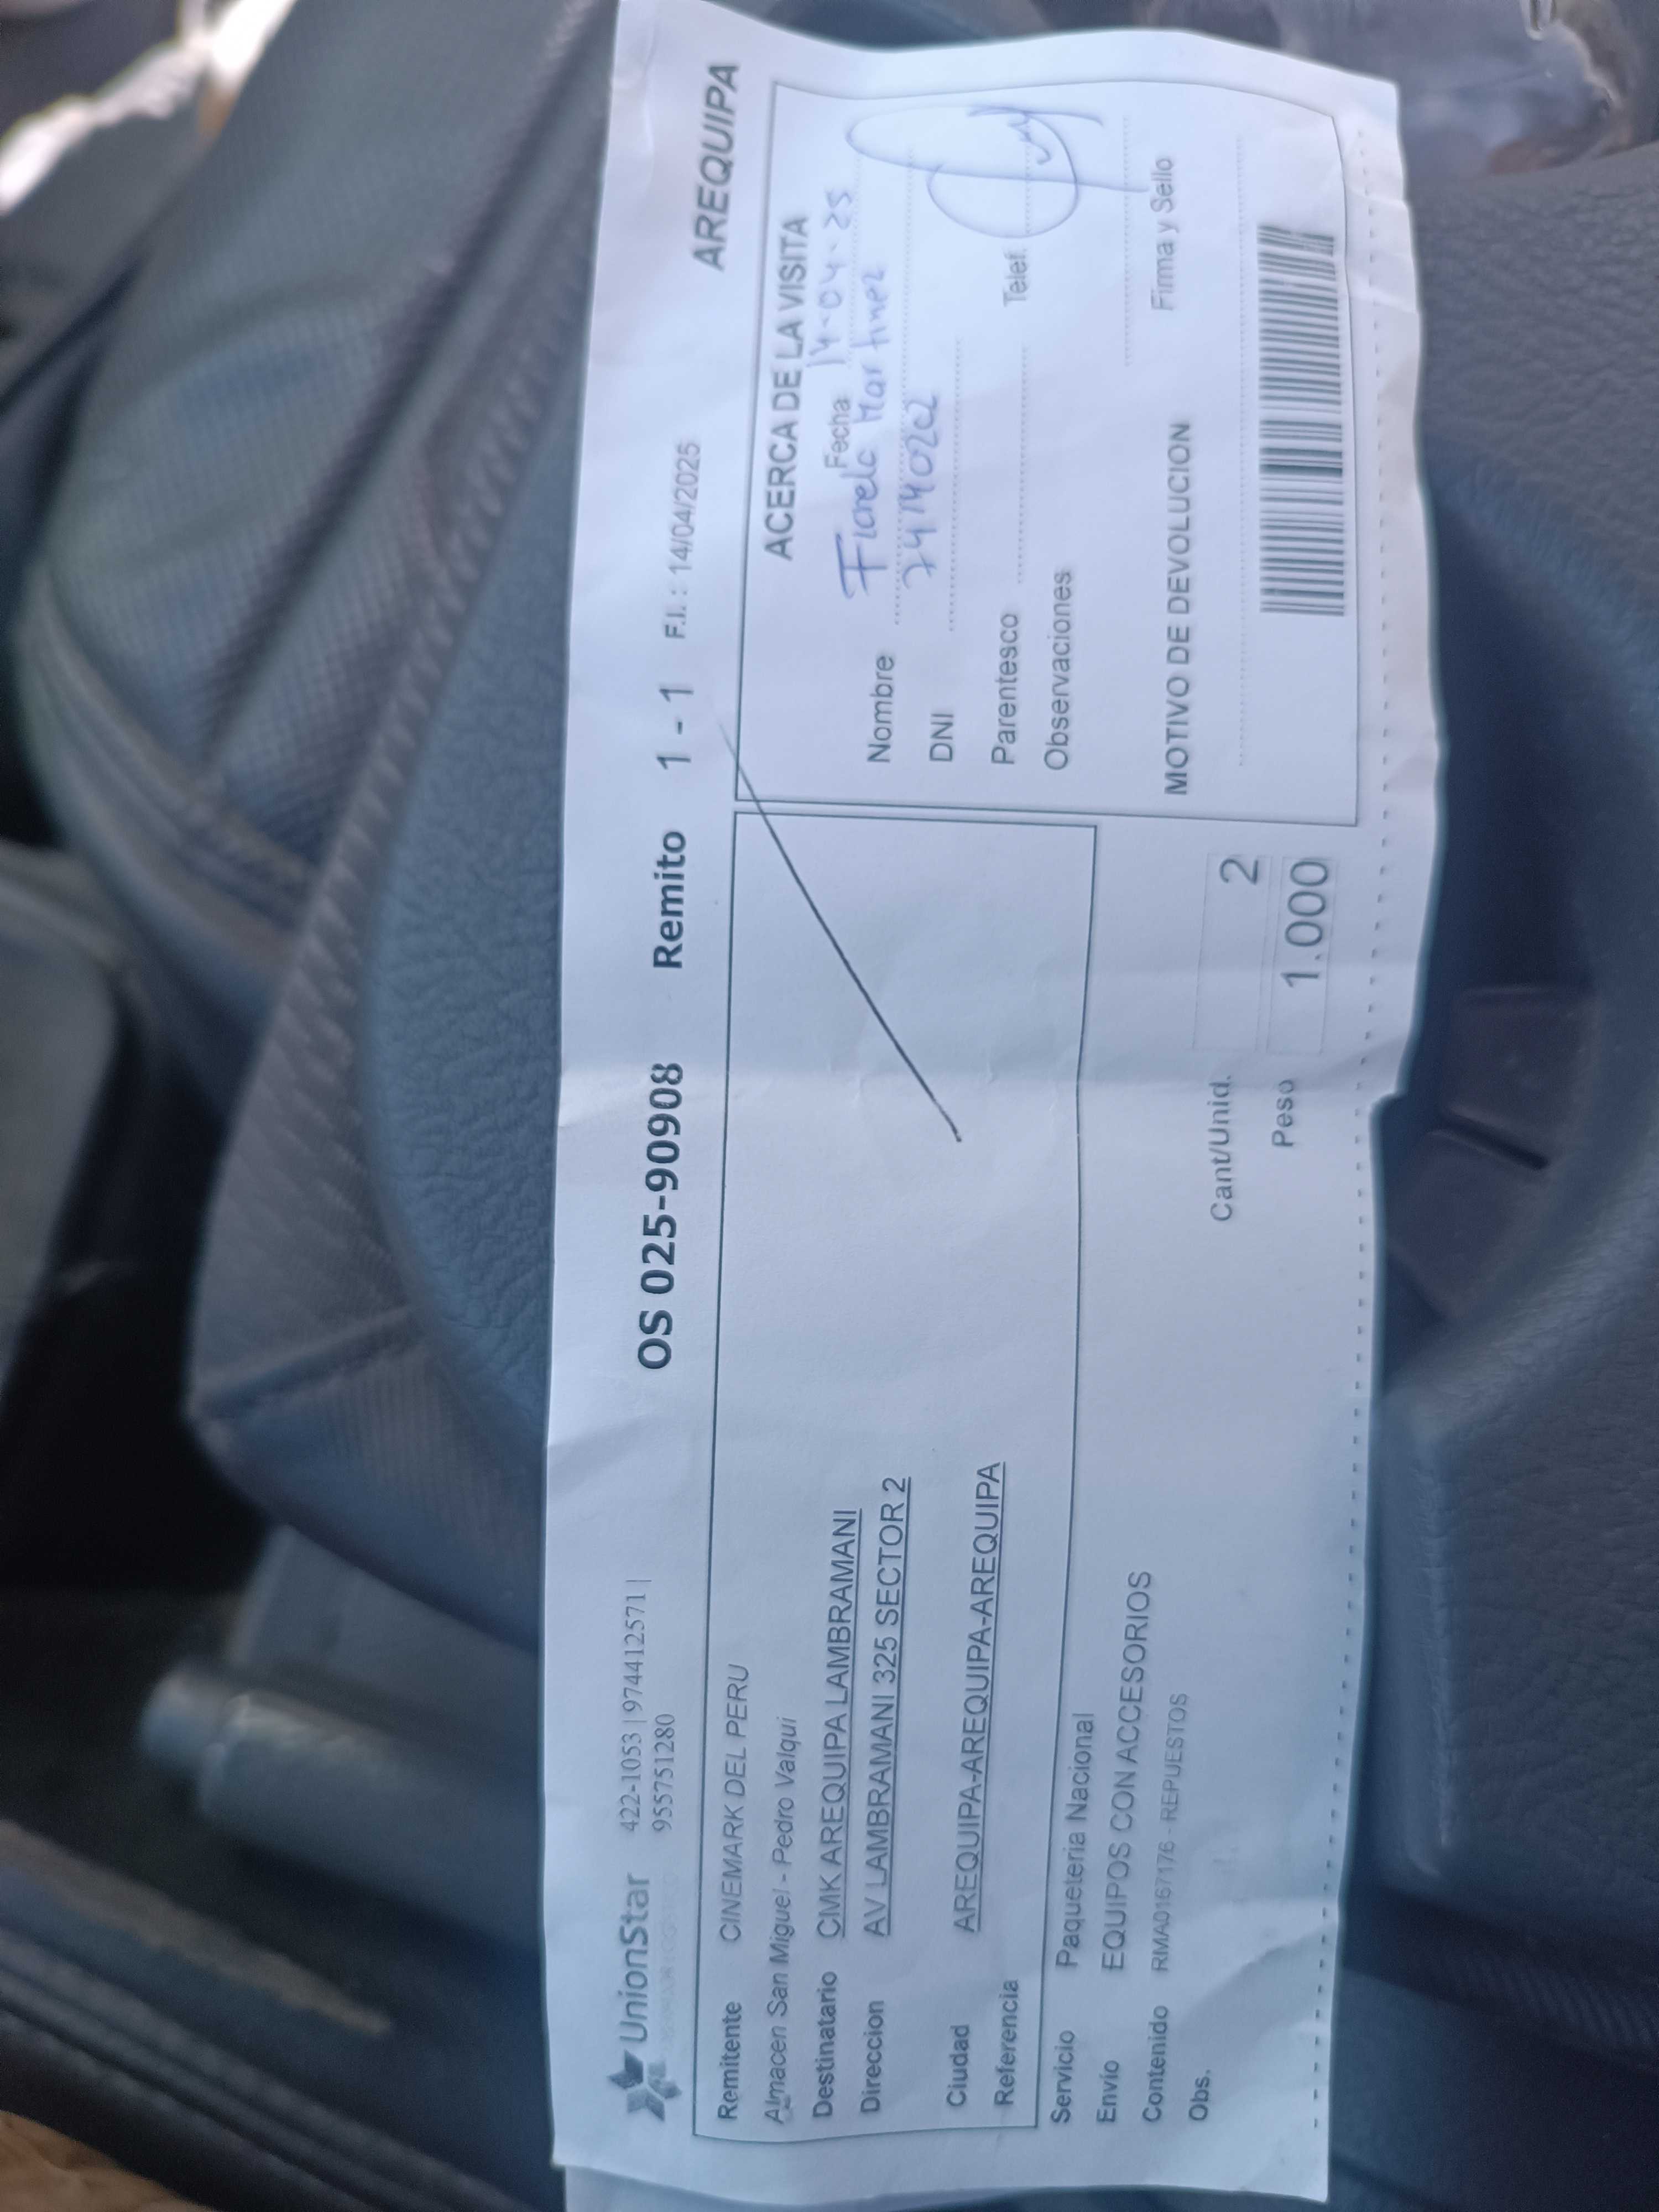 UnionStar
422-1053 | 974412571 |
955751280
OS 025-90908 Remito 1 - 1 F.I. : 14/04/2025 AREQUIPA
Remitente CINEMARK DEL PERU
Almacen San Miguel - Pedro Valqui
Destinatario CMK AREQUIPA LAMBRAMANI
Direccion AV LAMBRAMANI 325 SECTOR 2
Ciudad AREQUIPA-AREQUIPA-AREQUIPA
Referencia
Servicio Paqueteria Nacional
Envío EQUIPOS CON ACCESORIOS
Contenido RMA0167176 - REPUESTOS
Obs.
Cant/Unid. 2
Peso 1.000
ACERCA DE LA VISITA
Fecha 14-04-25
Nombre Fiorela Martinez
DNI 74140202
Parentesco Telef.
Observaciones
Firma y Sello
MOTIVO DE DEVOLUCION